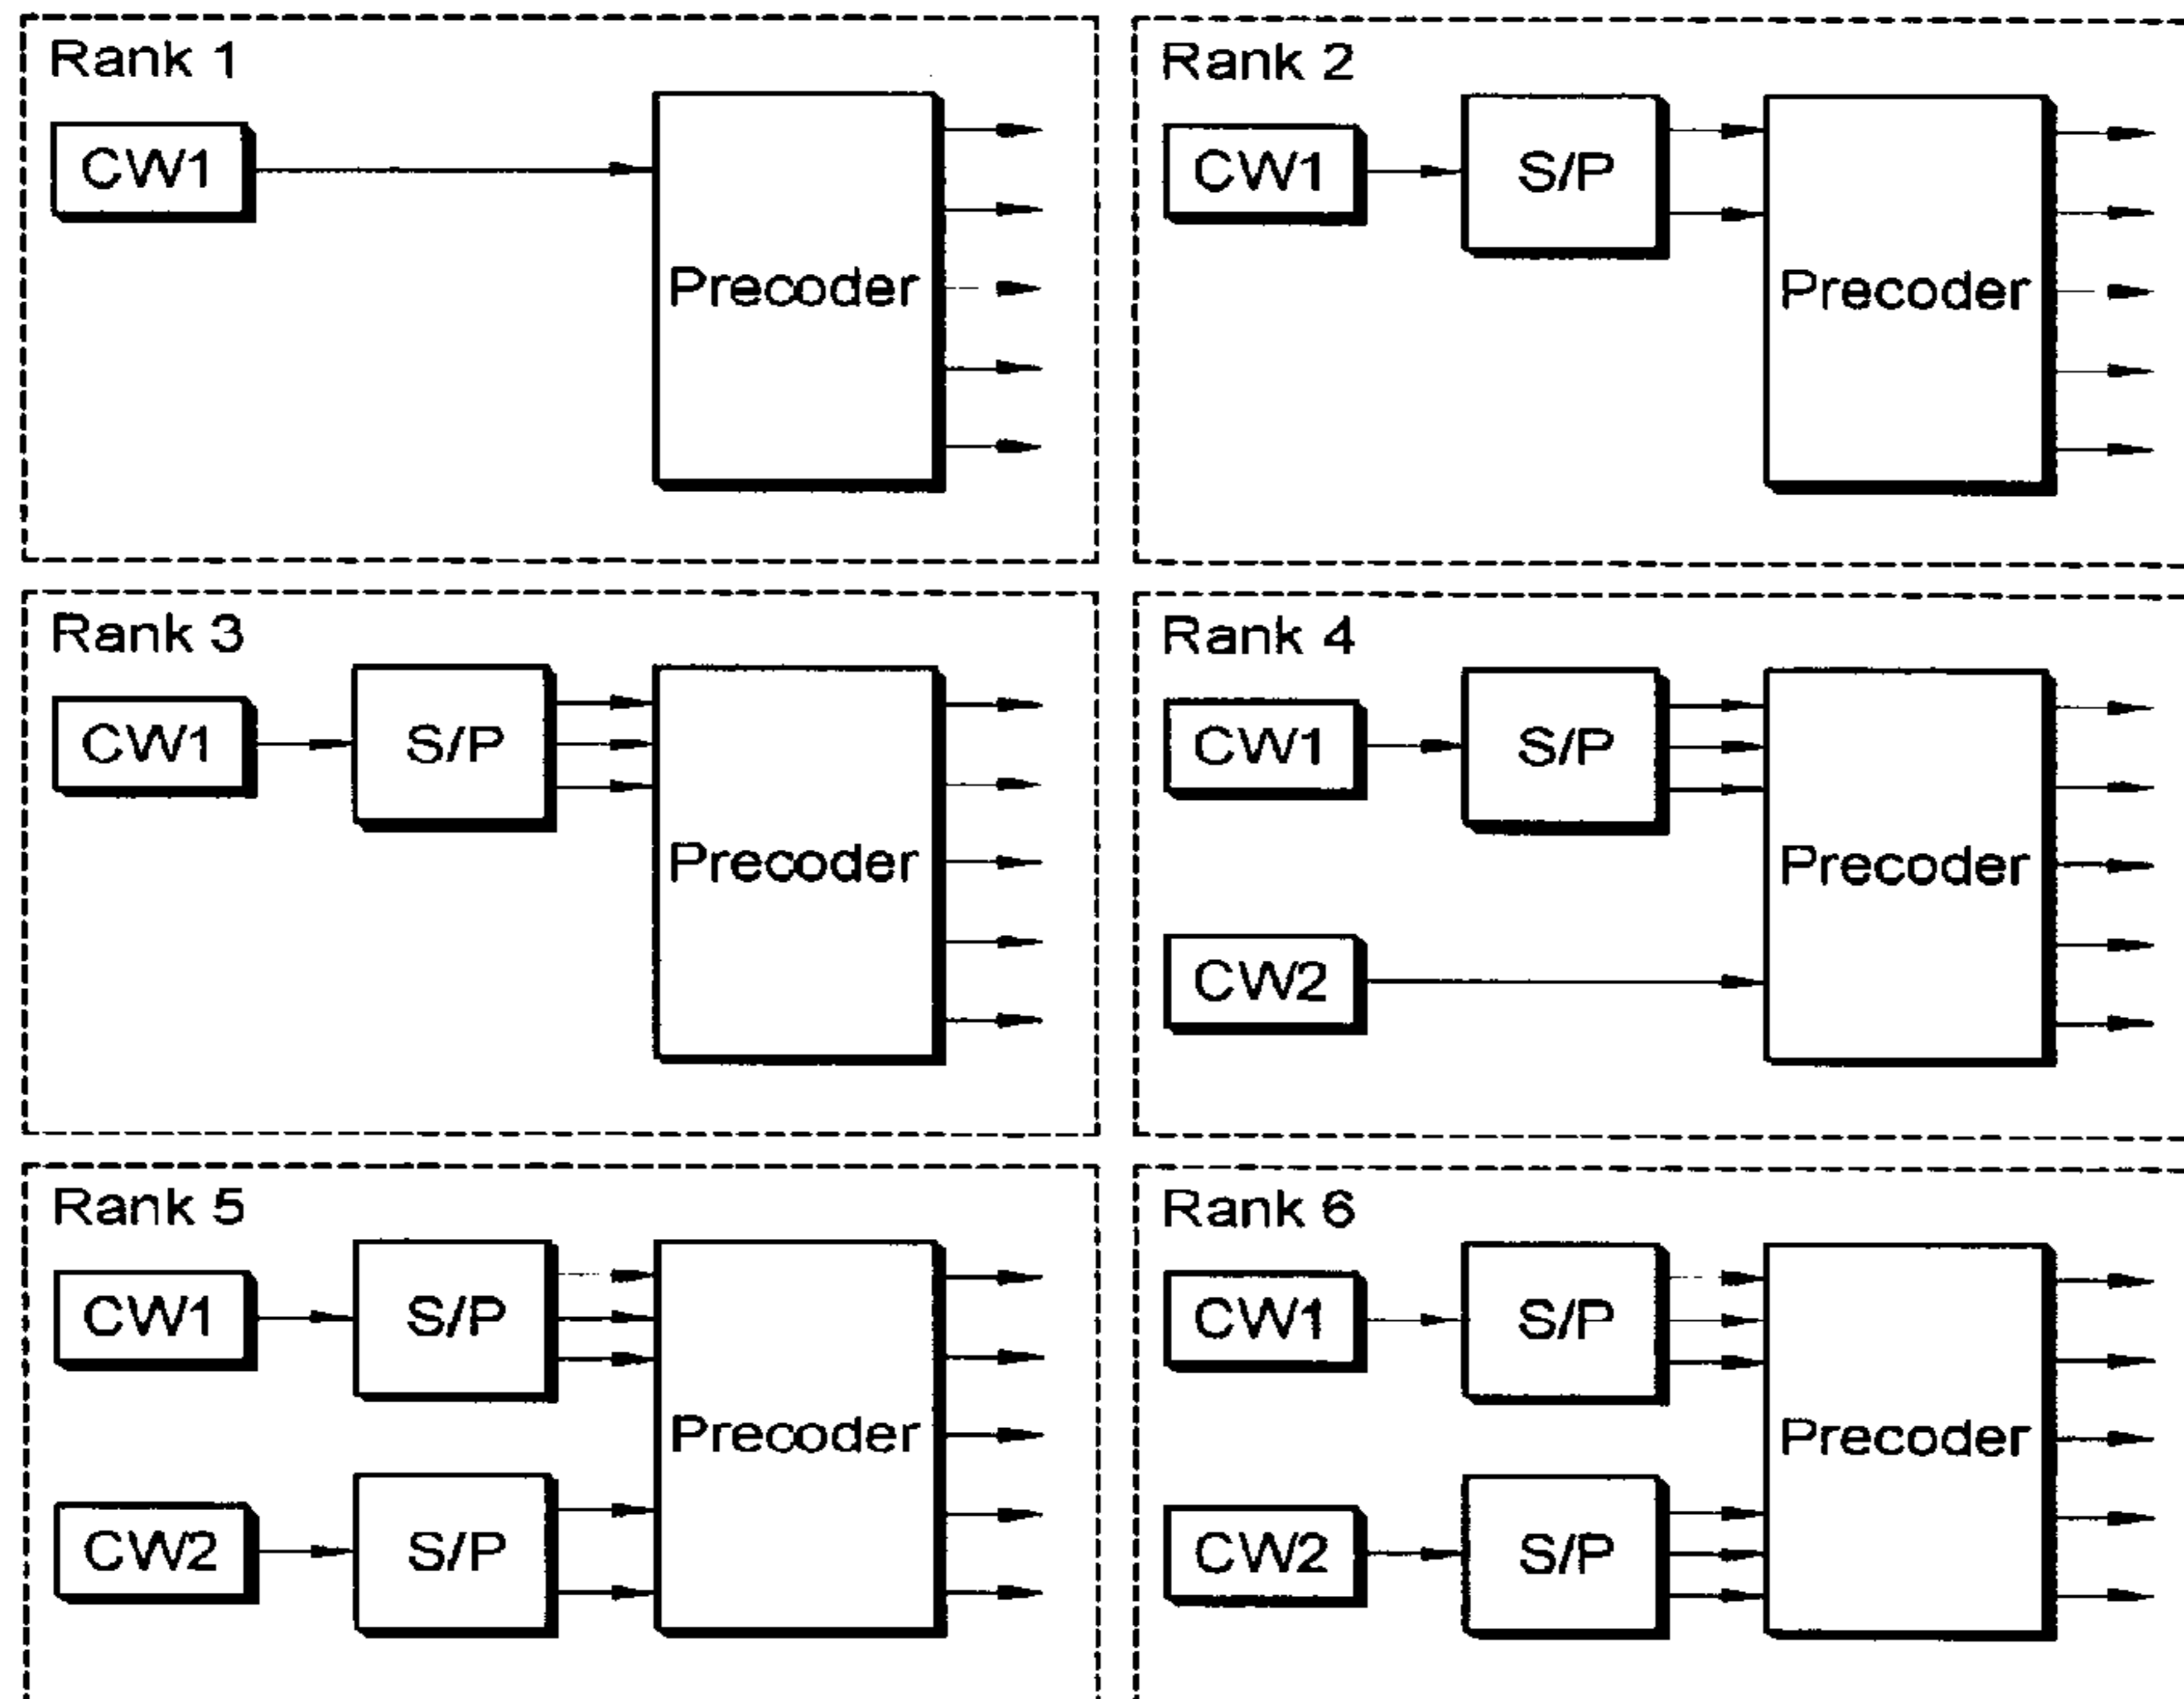 Rank 1
CW1
Precoder
Rank 2
CW1
S/P
Precoder
Rank 3
CW1
S/P
Precoder
Rank 4
CW1
S/P
Precoder
CW2
Rank 5
CW1
S/P
Precoder
CW2
S/P
Rank 6
CW1
S/P
Precoder
CW2
S/P